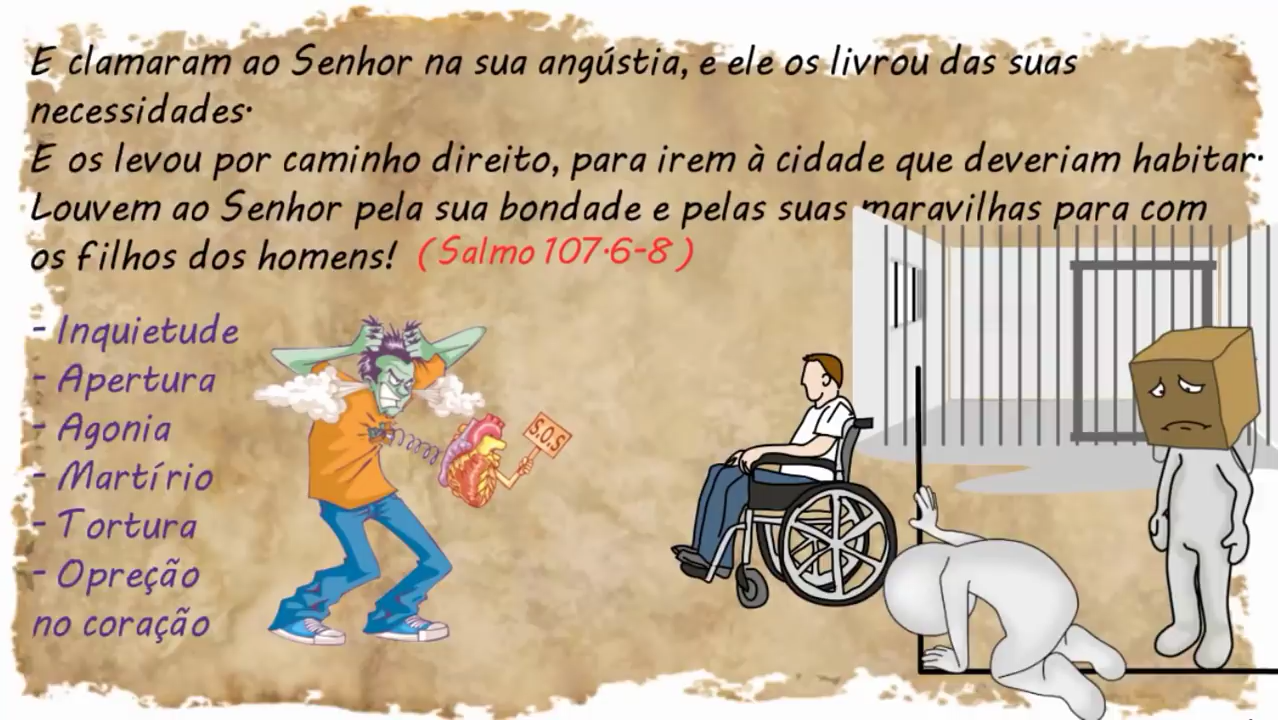 E clamaram ao Senhor na sua angústia, e ele os livrou das suas
necessidades.
E os levou por caminho direito, para irem à cidade que deveriam habitar.
Louvem ao Senhor pela sua bondade e pelas suas maravilhas para com
os filhos dos homens! (Salmo 107.6-8)
- Inquietude
- Apertura
- Agonia
- Martírio
- Tortura
- Opreção
no coração
S.O.S